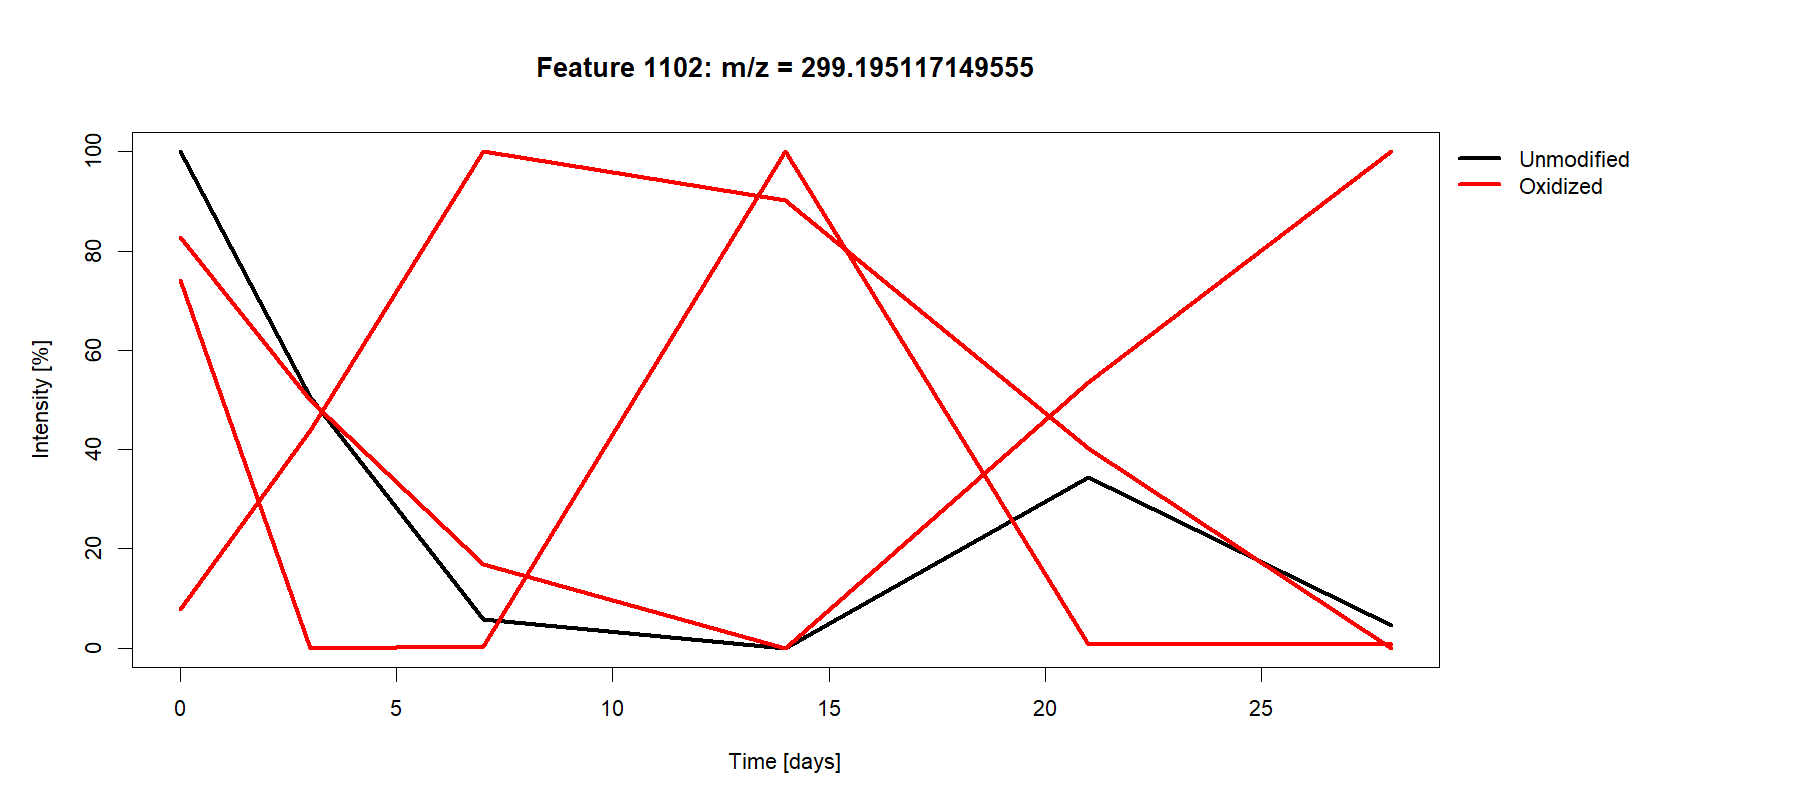 Feature 1102: m/z = 299.195117149555
Unmodified
Oxidized
Intensity [%]
100
80
60
40
20
0
0 5 10 15 20 25
Time [days]